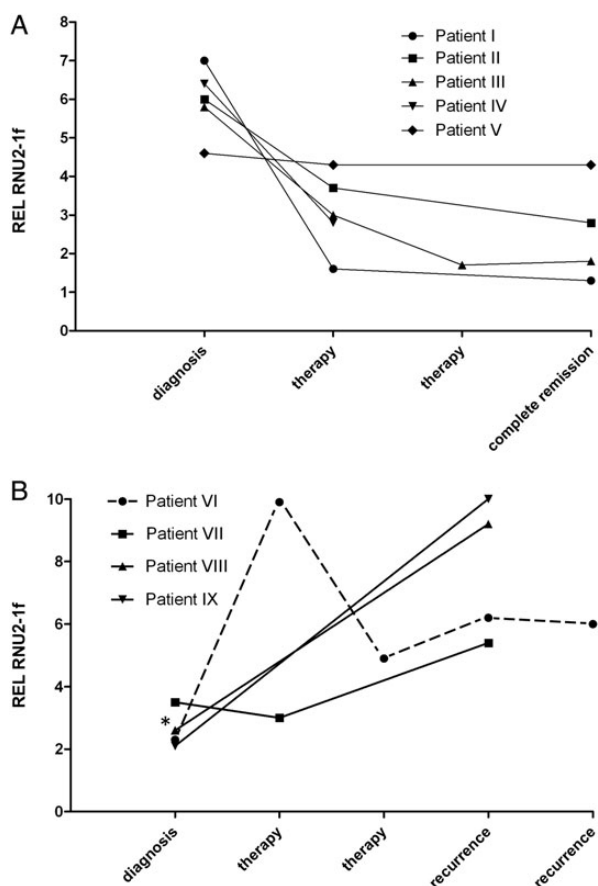 A
REL RNU2-1f
8
7
6
5
4
3
2
1
0
Patient I
Patient II
Patient III
Patient IV
Patient V
diagnosis
therapy
therapy
complete remission
B
REL RNU2-1f
10
8
6
4
2
0
Patient VI
Patient VII
Patient VIII
Patient IX
*
diagnosis
therapy
therapy
recurrence
recurrence